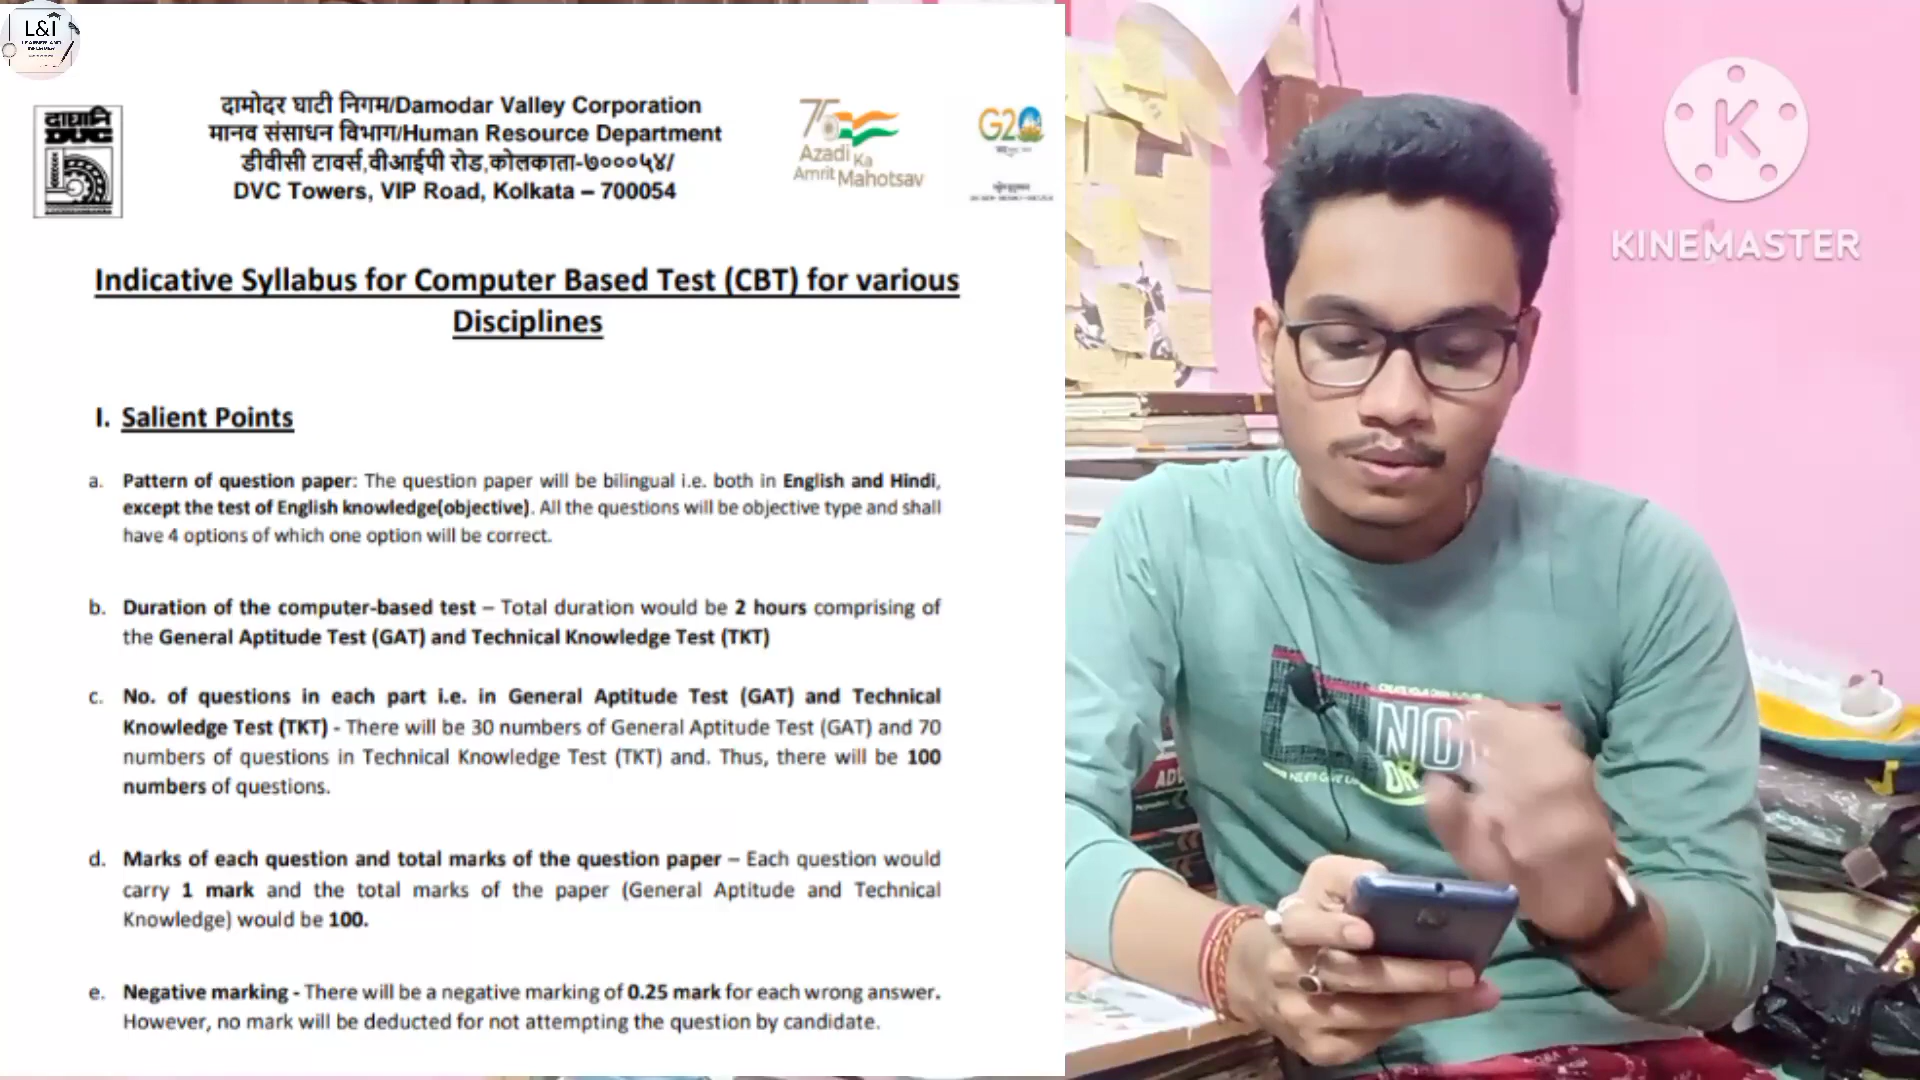 L&I
दामोदर घाटी निगम/Damodar Valley Corporation
मानव संसाधन विभाग/Human Resource Department
डीवीसी टावर्स,वीआईपी रोड,कोलकाता-७०००५४/
DVC Towers, VIP Road, Kolkata – 700054
दाघानि
DVC
75
Azadi Ka
Amrit Mahotsav
G20
Indicative Syllabus for Computer Based Test (CBT) for various
Disciplines
I. Salient Points
a. Pattern of question paper: The question paper will be bilingual i.e. both in English and Hindi,
except the test of English knowledge(objective). All the questions will be objective type and shall
have 4 options of which one option will be correct.
b. Duration of the computer-based test – Total duration would be 2 hours comprising of
the General Aptitude Test (GAT) and Technical Knowledge Test (TKT)
c. No. of questions in each part i.e. in General Aptitude Test (GAT) and Technical
Knowledge Test (TKT) - There will be 30 numbers of General Aptitude Test (GAT) and 70
numbers of questions in Technical Knowledge Test (TKT) and. Thus, there will be 100
numbers of questions.
d. Marks of each question and total marks of the question paper – Each question would
carry 1 mark and the total marks of the paper (General Aptitude and Technical
Knowledge) would be 100.
e. Negative marking - There will be a negative marking of 0.25 mark for each wrong answer.
However, no mark will be deducted for not attempting the question by candidate.
K
KINEMASTER
OR